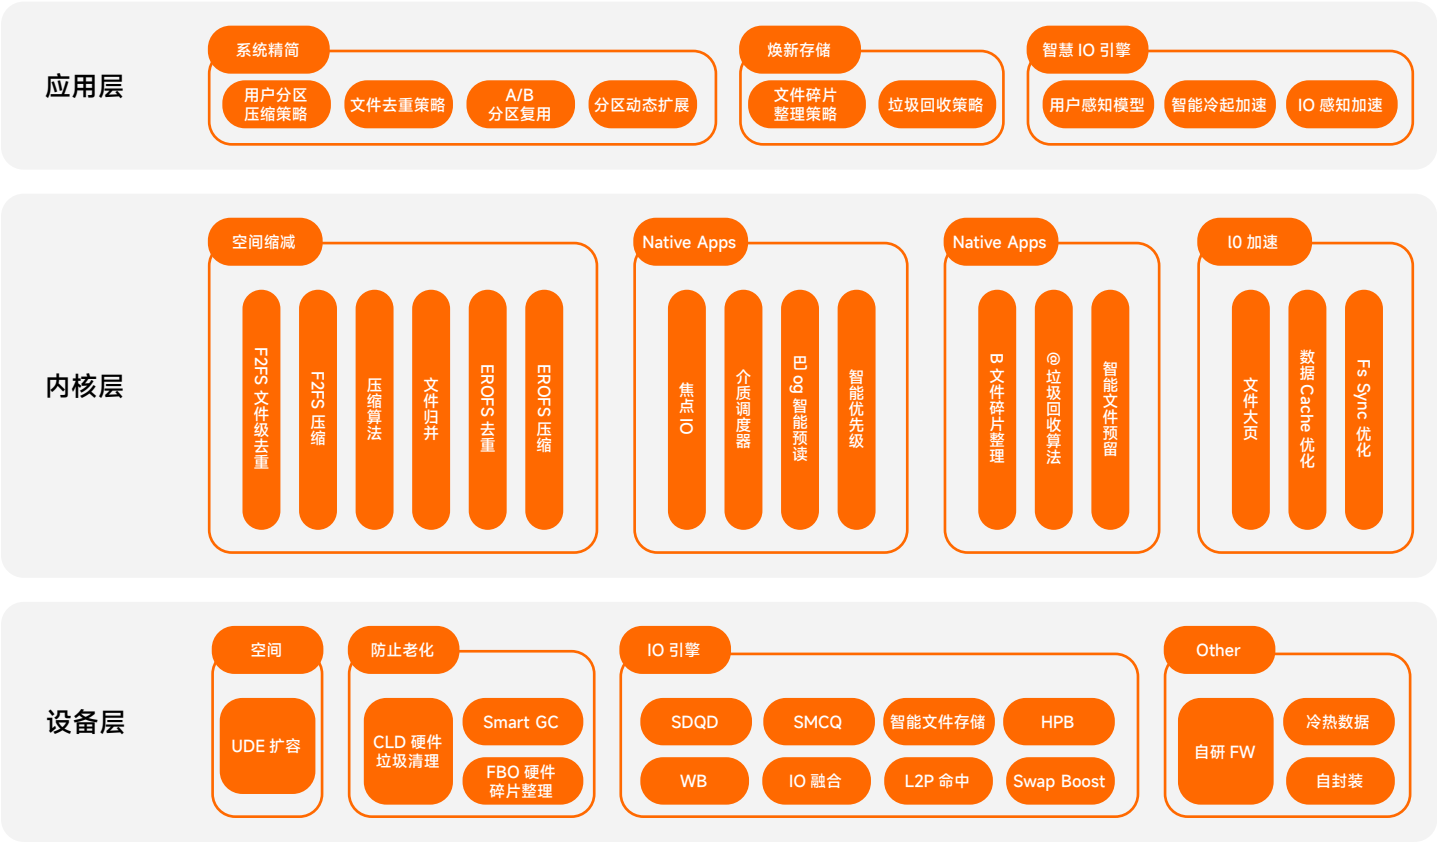 应用层
系统精简
用户分区
压缩策略
文件去重策略
A/B
分区复用
分区动态扩展
焕新存储
文件碎片
整理策略
垃圾回收策略
智慧 IO 引擎
用户感知模型
智能冷起加速
IO 感知加速
内核层
空间缩减
F2FS 文件级去重
F2FS 压缩
压缩算法
文件归并
EROFS 去重
EROFS 压缩
Native Apps
焦点 IO
介质调度器
巴] og 智能预读
智能优先级
Native Apps
B 文件碎片整理
@ 垃圾回收算法
智能文件预留
l0 加速
文件大页
数据 Cache 优化
Fs Sync 优化
设备层
空间
UDE 扩容
防止老化
CLD 硬件
垃圾清理
Smart GC
FBO 硬件
碎片整理
IO 引擎
SDQD
SMCQ
智能文件存储
HPB
WB
IO 融合
L2P 命中
Swap Boost
Other
自研 FW
冷热数据
自封装